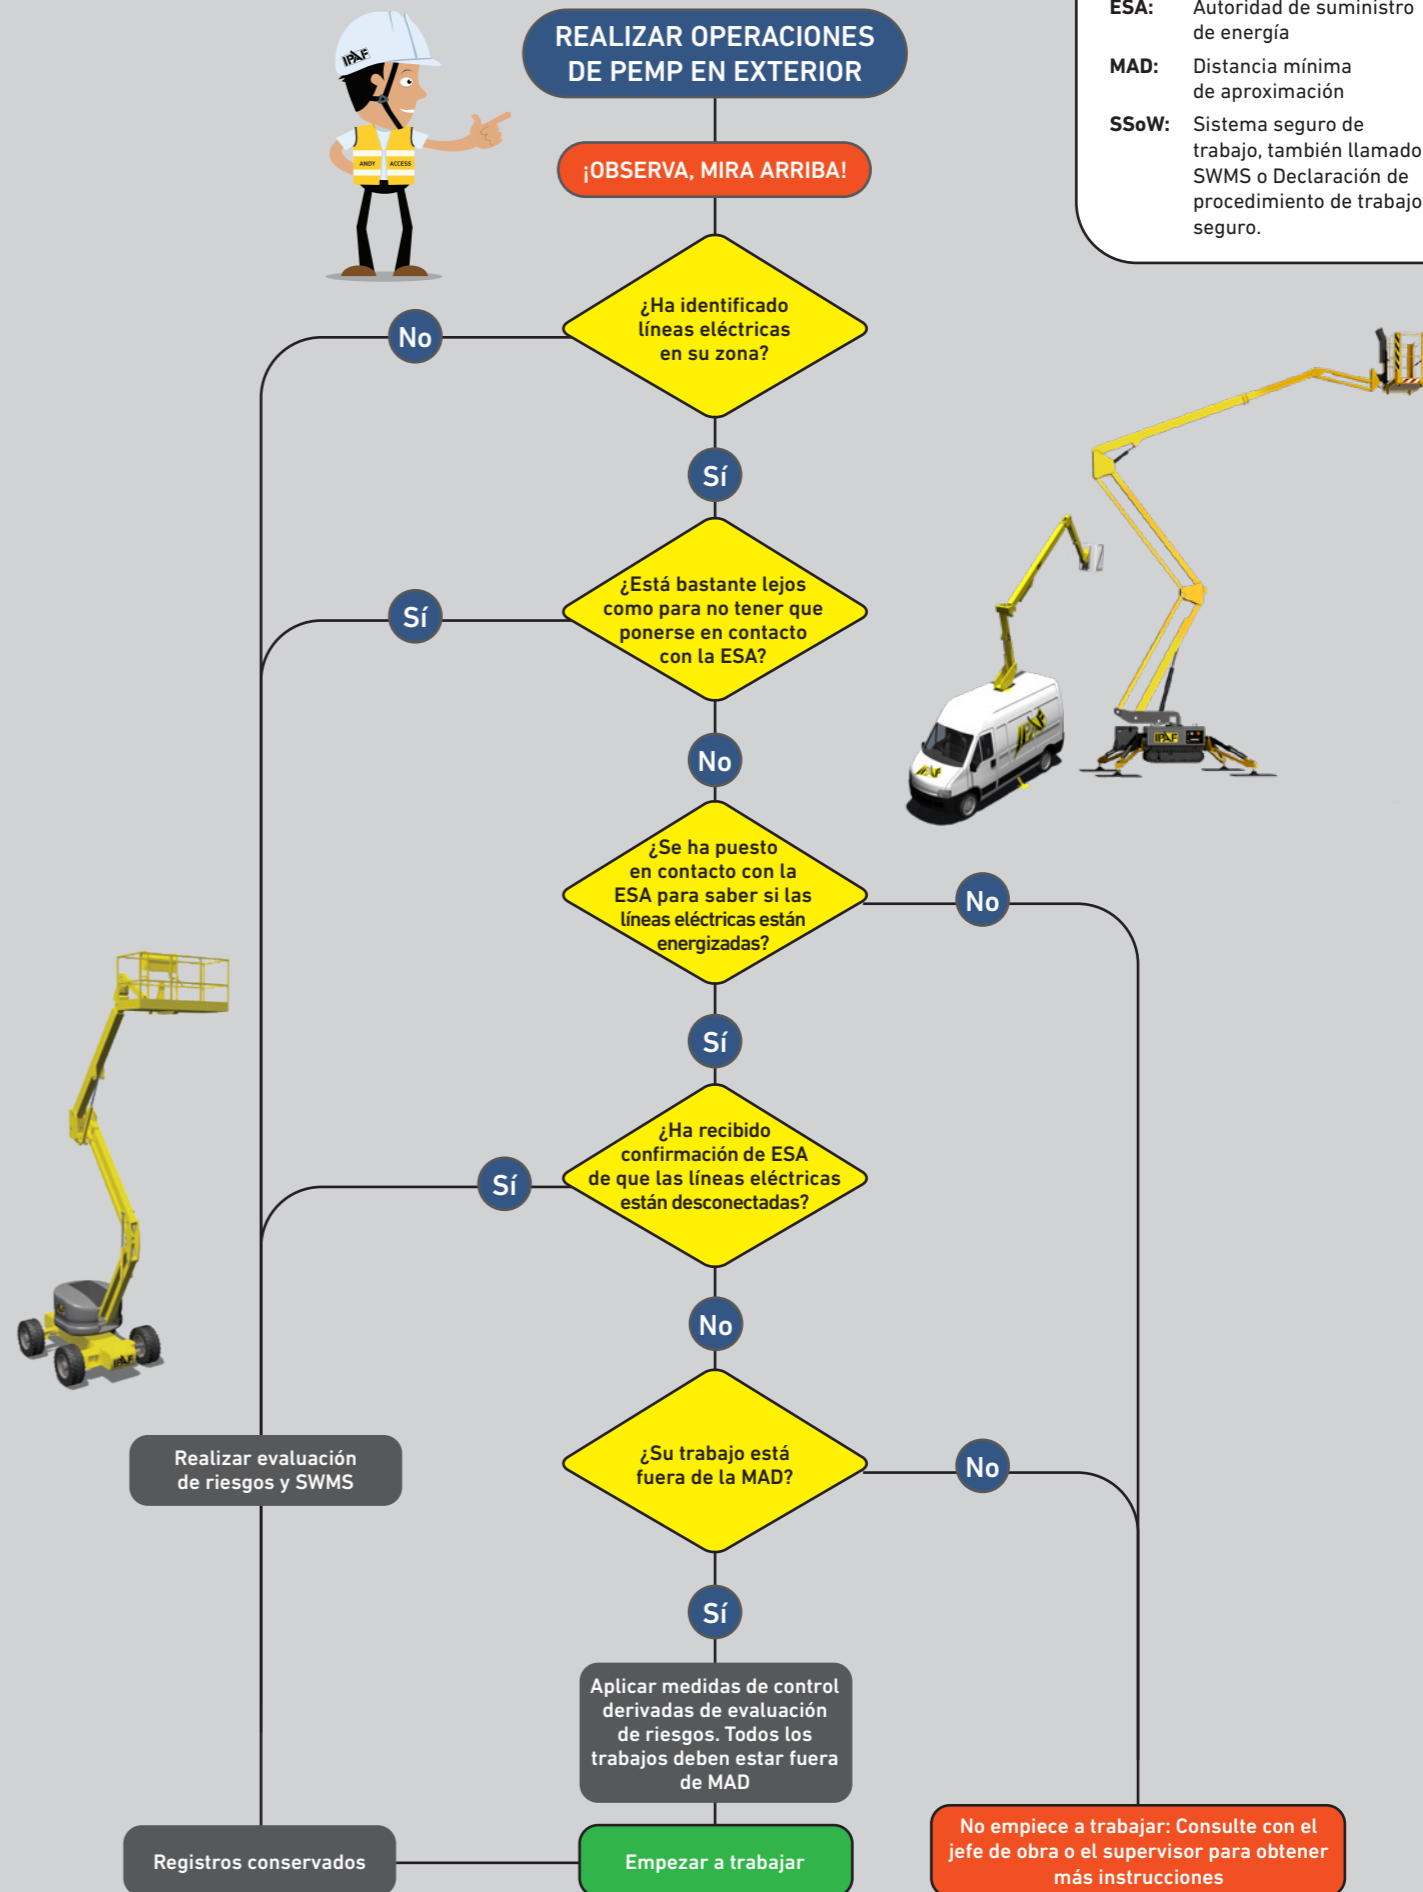 ESA: Autoridad de suministro
de energía
MAD: Distancia mínima
de aproximación
SSoW: Sistema seguro de
trabajo, también llamado
SWMS o Declaración de
procedimiento de trabajo
seguro.
IPAF
ANDY ACCESS
REALIZAR OPERACIONES
DE PEMP EN EXTERIOR
¡OBSERVA, MIRA ARRIBA!
¿Ha identificado
líneas eléctricas
en su zona?
No
Sí
¿Está bastante lejos
como para no tener que
ponerse en contacto
con la ESA?
Sí
No
IPAF
IPAF
IPAF
¿Se ha puesto
en contacto con la
ESA para saber si las
líneas eléctricas están
energizadas?
No
Sí
¿Ha recibido
confirmación de ESA
de que las líneas eléctricas
están desconectadas?
Sí
No
IPAF
¿Su trabajo está
fuera de la MAD?
No
Sí
Realizar evaluación
de riesgos y SWMS
Aplicar medidas de control
derivadas de evaluación
de riesgos. Todos los
trabajos deben estar fuera
de MAD
Registros conservados
Empezar a trabajar
No empiece a trabajar: Consulte con el
jefe de obra o el supervisor para obtener
más instrucciones